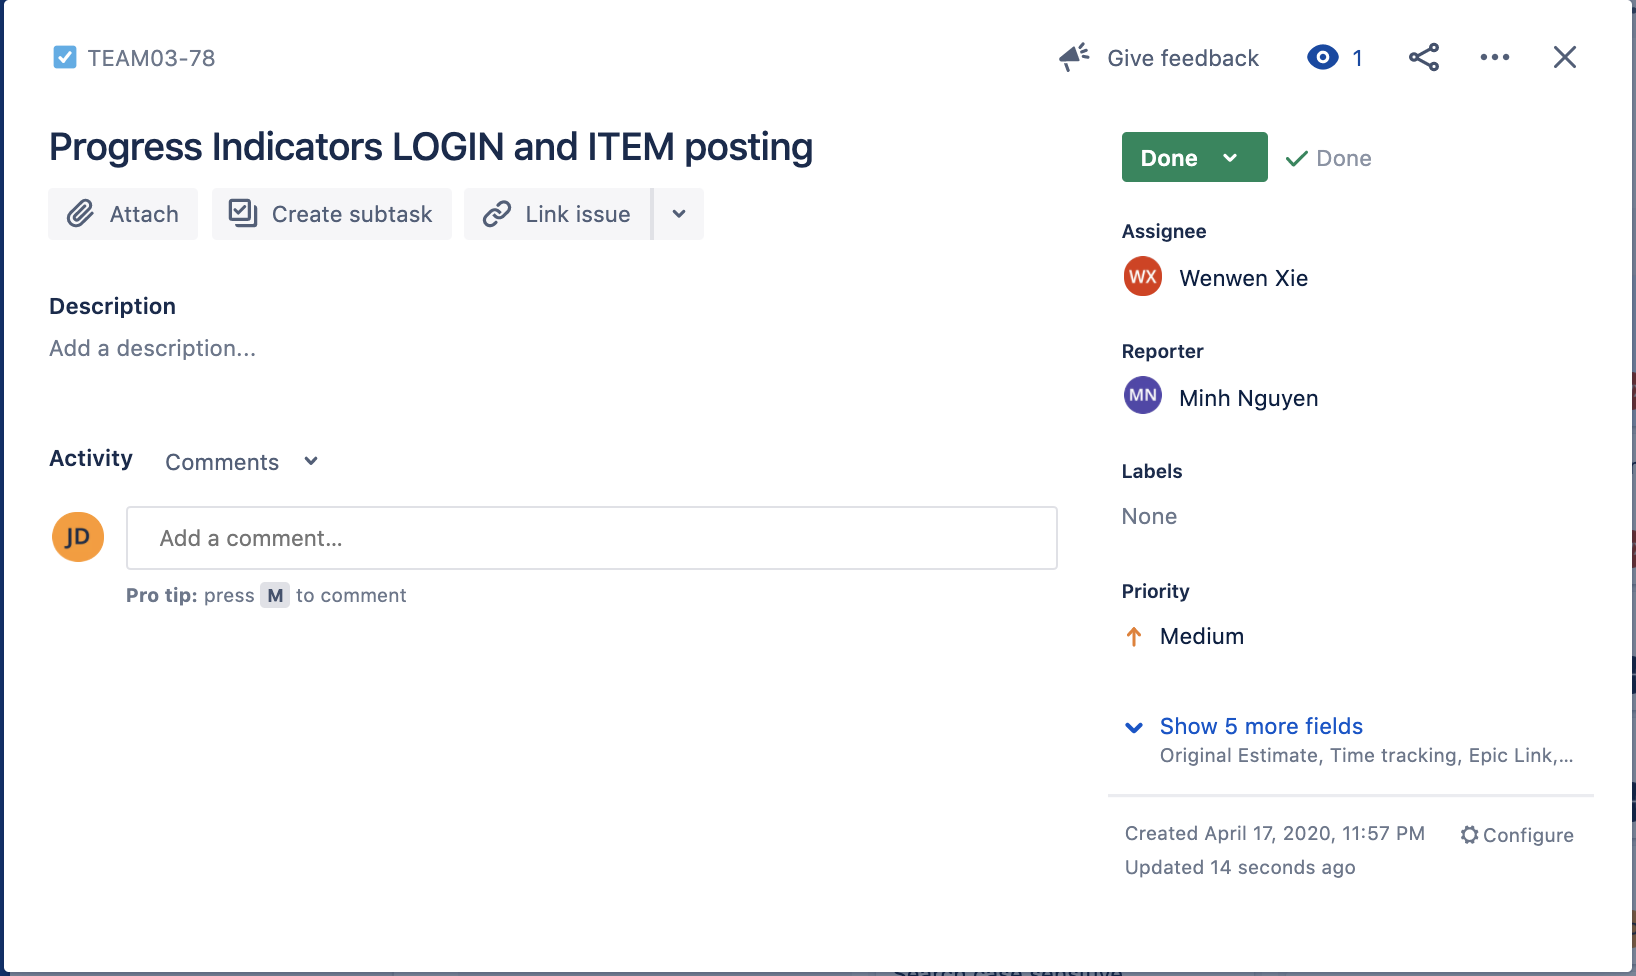 TEAM03-78
Give feedback
1
Progress Indicators LOGIN and ITEM posting
Attach
Create subtask
Link issue
Description
Add a description...
Activity
Comments
JD
Add a comment...
Pro tip: press M to comment
Done
Done
Assignee
WX
Wenwen Xie
Reporter
MN
Minh Nguyen
Labels
None
Priority
Medium
Show 5 more fields
Original Estimate, Time tracking, Epic Link,...
Created April 17, 2020, 11:57 PM
Configure
Updated 14 seconds ago
Search case sensitive